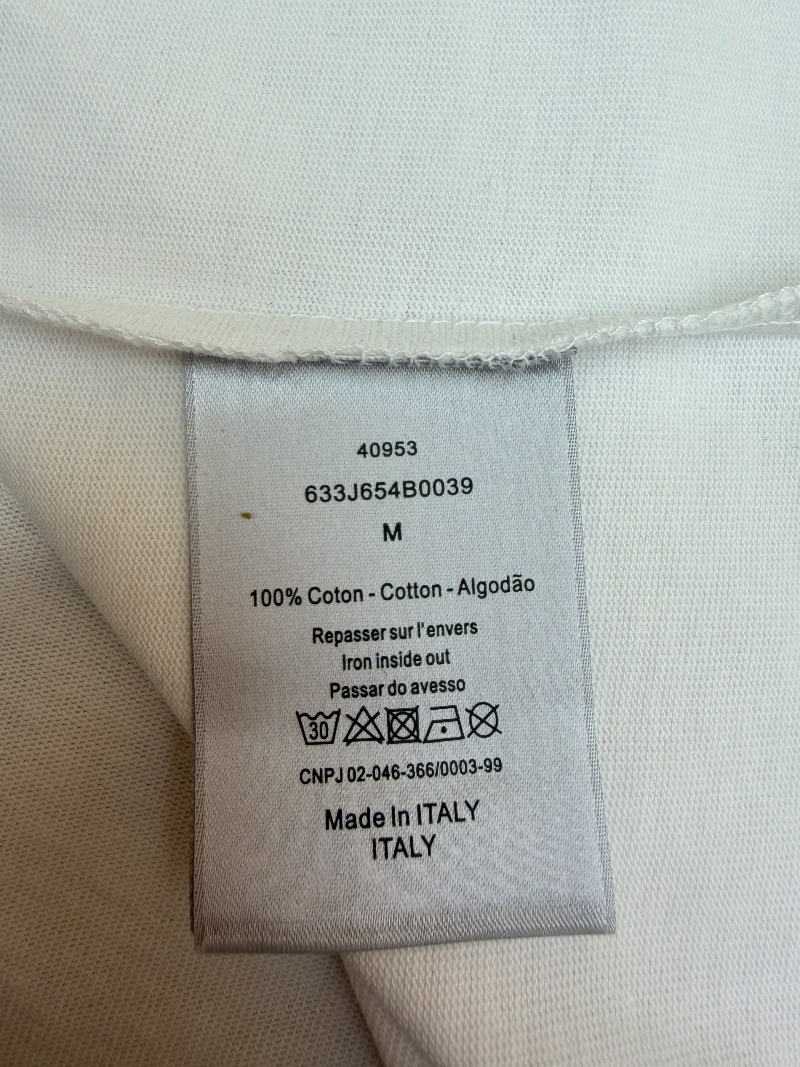 40953
633J654B0039
M
100% Coton - Cotton - Algodão
Repasser sur l'envers
Iron inside out
Passar do avesso
30
CNPJ 02-046-366/0003-99
Made In ITALY
ITALY